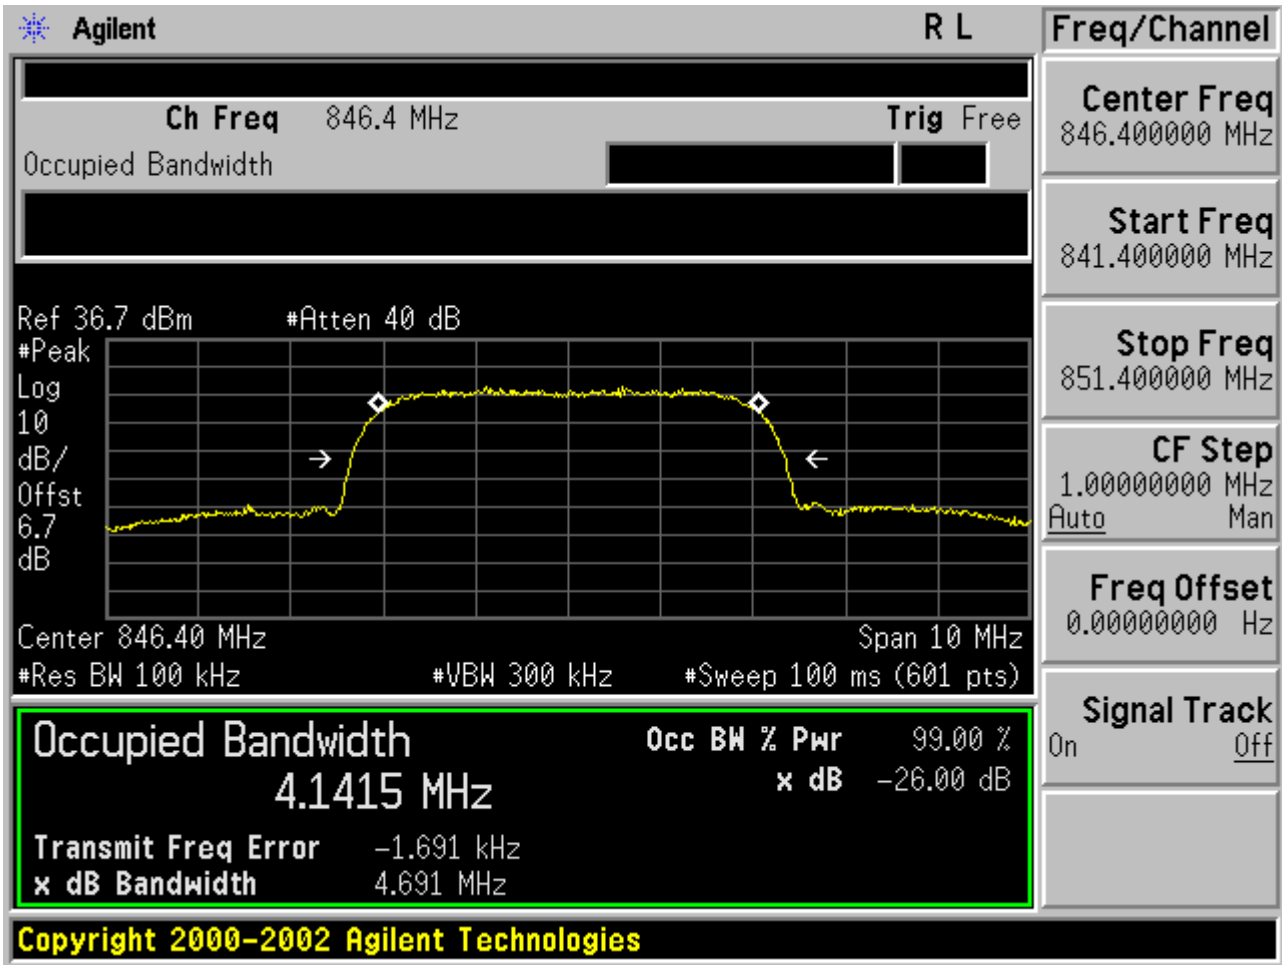 Agilent R L
Freq/Channel
Ch Freq 846.4 MHz Trig Free
Occupied Bandwidth
Center Freq
846.400000 MHz
Start Freq
841.400000 MHz
Stop Freq
851.400000 MHz
CF Step
1.00000000 MHz
Auto Man
Freq Offset
0.00000000 Hz
Signal Track
On Off
Ref 36.7 dBm #Atten 40 dB
#Peak
Log
10
dB/
Offst
6.7
dB
Center 846.40 MHz Span 10 MHz
#Res BW 100 kHz #VBW 300 kHz #Sweep 100 ms (601 pts)
Occupied Bandwidth
4.1415 MHz
Occ BW % Pwr 99.00 %
x dB -26.00 dB
Transmit Freq Error -1.691 kHz
x dB Bandwidth 4.691 MHz
Copyright 2000-2002 Agilent Technologies